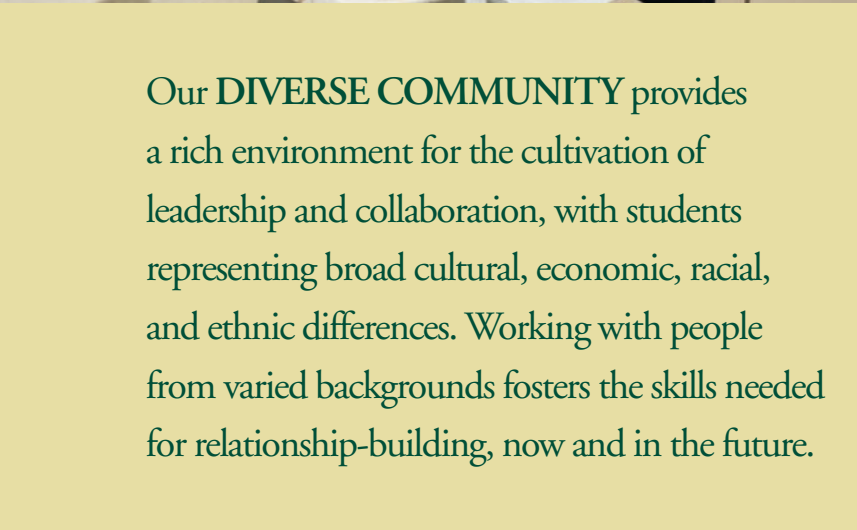 Our DIVERSE COMMUNITY provides
a rich environment for the cultivation of
leadership and collaboration, with students
representing broad cultural, economic, racial,
and ethnic differences. Working with people
from varied backgrounds fosters the skills needed
for relationship-building, now and in the future.